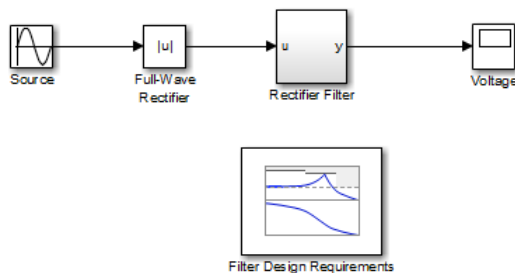 |u|
u
y
Source
Full-Wave
Rectifier
Rectifier Filter
Voltage
Filter Design Requirements